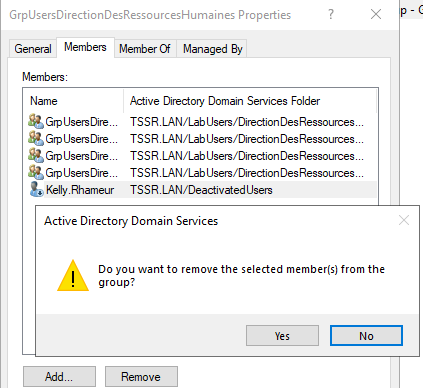 GrpUsersDirectionDesRessourcesHumaines Properties
General Members Member Of Managed By
Members:
Name Active Directory Domain Services Folder
GrpUsersDire... TSSR.LAN/LabUsers/DirectionDesRessources...
GrpUsersDire... TSSR.LAN/LabUsers/DirectionDesRessources...
GrpUsersDire... TSSR.LAN/LabUsers/DirectionDesRessources...
GrpUsersDire... TSSR.LAN/LabUsers/DirectionDesRessources...
Kelly.Rhameur TSSR.LAN/DeactivatedUsers
Active Directory Domain Services
Do you want to remove the selected member(s) from the
group?
Yes No
Add... Remove